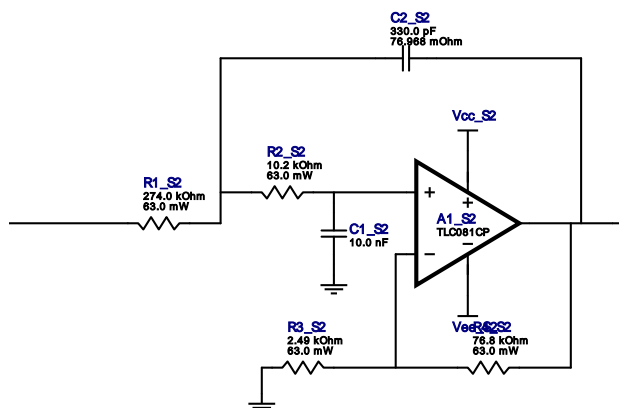 C2_S2
330.0 pF
76.968 mOhm
Vcc_S2
R2_S2
10.2 kOhm
63.0 mW
R1_S2
274.0 kOhm
63.0 mW
+
+
A1_S2
TLC081CP
−
−
C1_S2
10.0 nF
R3_S2
2.49 kOhm
63.0 mW
Vee_S2
R4_S2
76.8 kOhm
63.0 mW